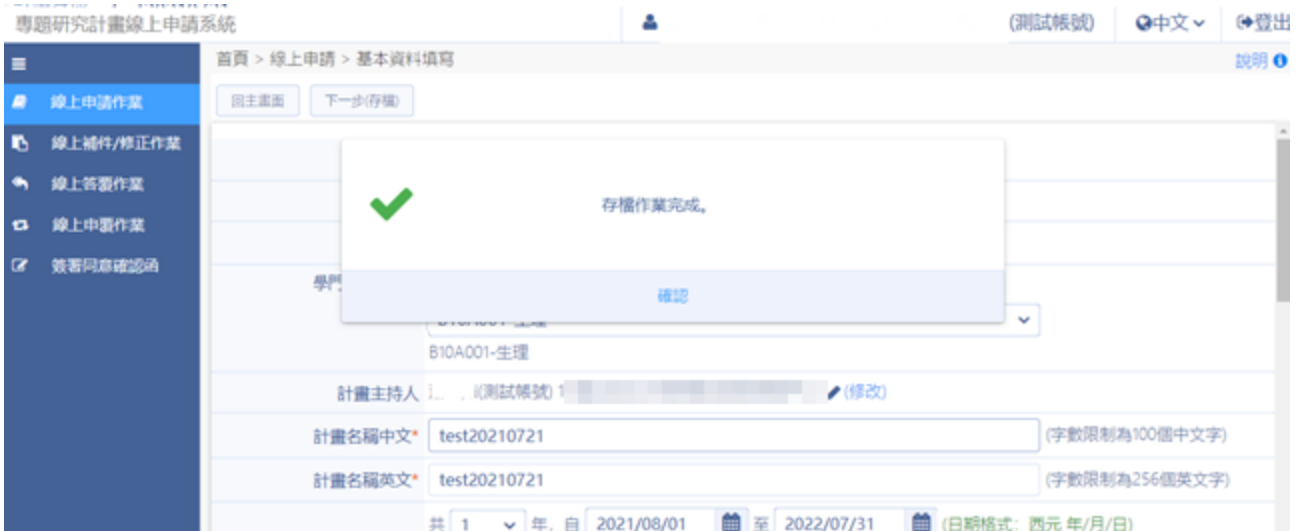 專題研究計畫線上申請系統
(測試帳號) 中文 登出
首頁 > 線上申請 > 基本資料填寫
說明
線上申請作業
回主畫面 下一步(存檔)
線上補件/修正作業
線上答覆作業
存檔作業完成。
線上申覆作業
簽署同意確認函
學門
確認
B10A001-生理
B10A001-生理
計畫主持人 (測試帳號) (修改)
計畫名稱中文* test20210721 (字數限制為100個中文字)
計畫名稱英文* test20210721 (字數限制為256個英文字)
共 1 年, 自 2021/08/01 至 2022/07/31 (日期格式: 西元 年/月/日)